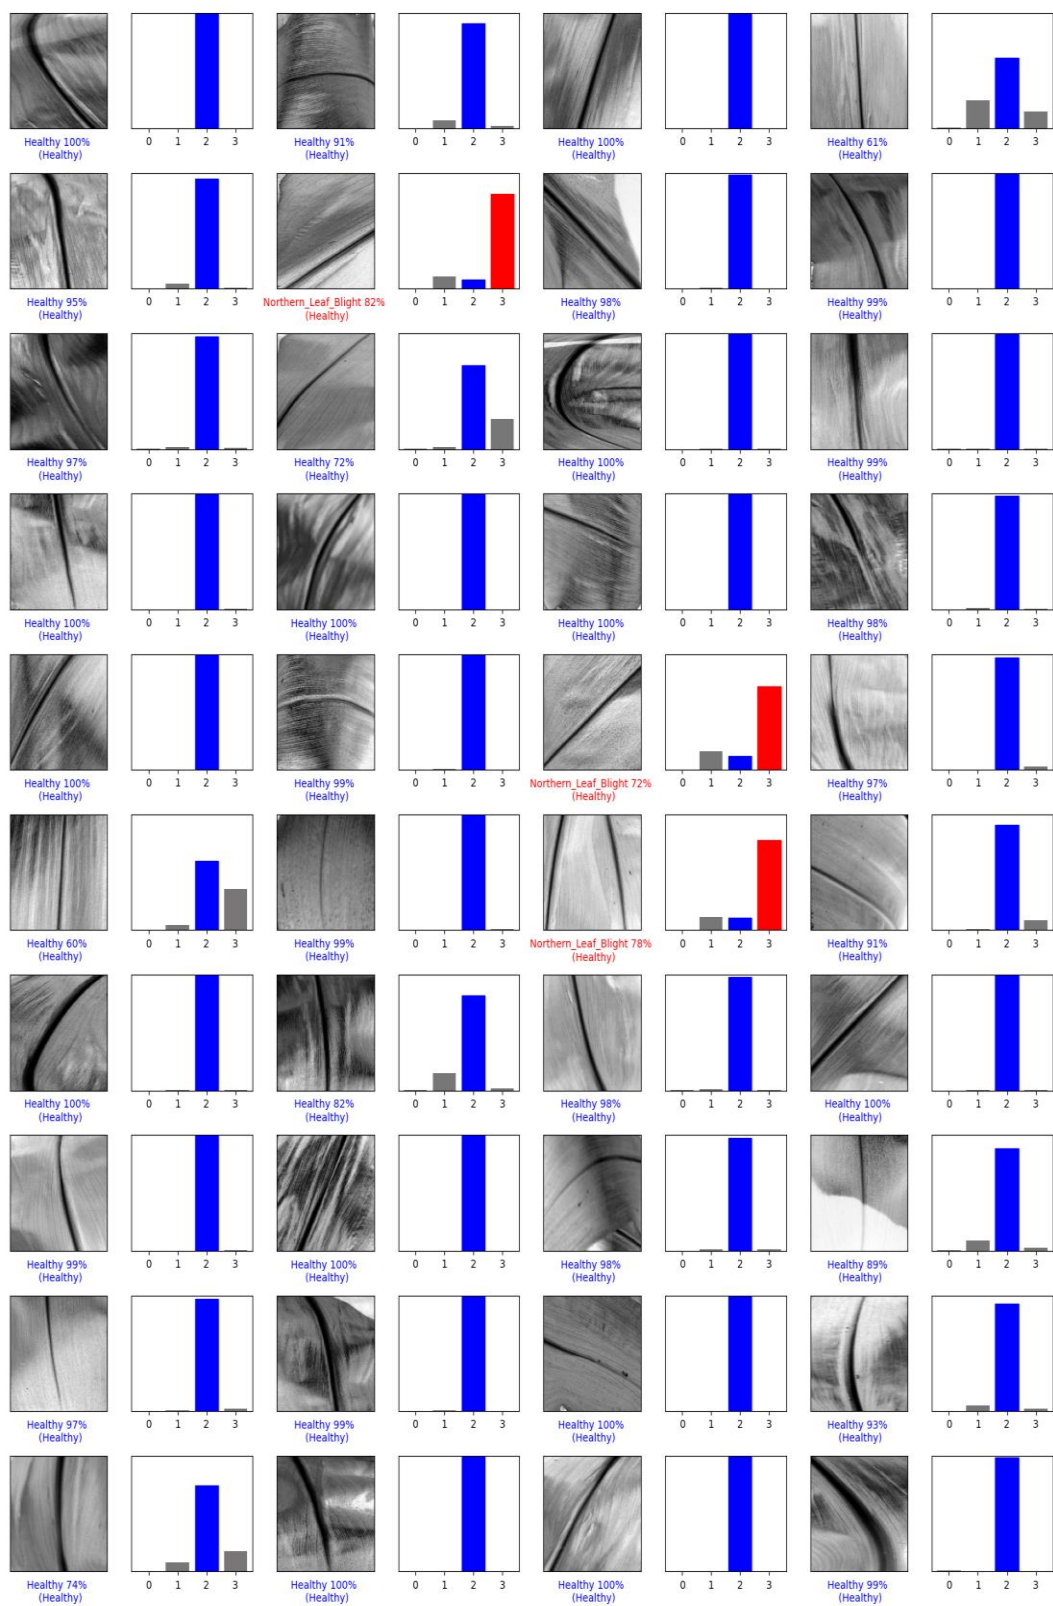 0 1 2 3 0 1 2 3 0 1 2 3 0 1 2 3
Healthy 100% Healthy 91% Healthy 100% Healthy 61%
(Healthy) (Healthy) (Healthy) (Healthy)
0 1 2 3 0 1 2 3 0 1 2 3 0 1 2 3
Healthy 95% Northern_Leaf_Blight 82% Healthy 98% Healthy 99%
(Healthy) (Healthy) (Healthy) (Healthy)
0 1 2 3 0 1 2 3 0 1 2 3 0 1 2 3
Healthy 97% Healthy 72% Healthy 100% Healthy 99%
(Healthy) (Healthy) (Healthy) (Healthy)
0 1 2 3 0 1 2 3 0 1 2 3 0 1 2 3
Healthy 100% Healthy 100% Healthy 100% Healthy 98%
(Healthy) (Healthy) (Healthy) (Healthy)
0 1 2 3 0 1 2 3 0 1 2 3 0 1 2 3
Healthy 100% Healthy 99% Northern_Leaf_Blight 72% Healthy 97%
(Healthy) (Healthy) (Healthy) (Healthy)
0 1 2 3 0 1 2 3 0 1 2 3 0 1 2 3
Healthy 60% Healthy 99% Northern_Leaf_Blight 78% Healthy 91%
(Healthy) (Healthy) (Healthy) (Healthy)
0 1 2 3 0 1 2 3 0 1 2 3 0 1 2 3
Healthy 100% Healthy 82% Healthy 98% Healthy 100%
(Healthy) (Healthy) (Healthy) (Healthy)
0 1 2 3 0 1 2 3 0 1 2 3 0 1 2 3
Healthy 99% Healthy 100% Healthy 98% Healthy 89%
(Healthy) (Healthy) (Healthy) (Healthy)
0 1 2 3 0 1 2 3 0 1 2 3 0 1 2 3
Healthy 97% Healthy 99% Healthy 100% Healthy 93%
(Healthy) (Healthy) (Healthy) (Healthy)
0 1 2 3 0 1 2 3 0 1 2 3 0 1 2 3
Healthy 74% Healthy 100% Healthy 100% Healthy 99%
(Healthy) (Healthy) (Healthy) (Healthy)